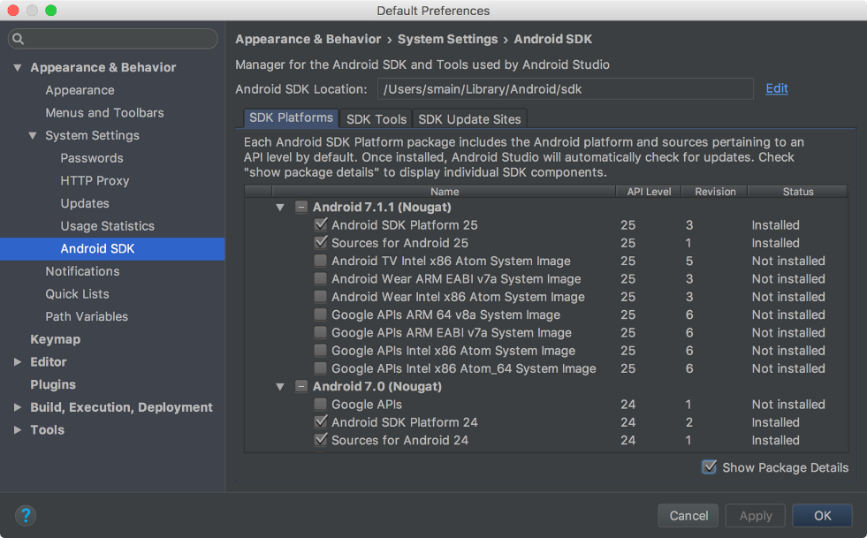 Default Preferences
Appearance & Behavior
Appearance
Menus and Toolbars
System Settings
Passwords
HTTP Proxy
Updates
Usage Statistics
Android SDK
Notifications
Quick Lists
Path Variables
Keymap
Editor
Plugins
Build, Execution, Deployment
Tools
Appearance & Behavior › System Settings › Android SDK
Manager for the Android SDK and Tools used by Android Studio
Android SDK Location: /Users/smain/Library/Android/sdk Edit
SDK Platforms SDK Tools SDK Update Sites
Each Android SDK Platform package includes the Android platform and sources pertaining to an
API level by default. Once installed, Android Studio will automatically check for updates. Check
"show package details" to display individual SDK components.
Name API Level Revision Status
Android 7.1.1 (Nougat)
Android SDK Platform 25 25 3 Installed
Sources for Android 25 25 1 Installed
Android TV Intel x86 Atom System Image 25 5 Not installed
Android Wear ARM EABI v7a System Image 25 3 Not installed
Android Wear Intel x86 Atom System Image 25 3 Not installed
Google APIs ARM 64 v8a System Image 25 6 Not installed
Google APIs ARM EABI v7a System Image 25 6 Not installed
Google APIs Intel x86 Atom System Image 25 6 Not installed
Google APIs Intel x86 Atom_64 System Image 25 6 Not installed
Android 7.0 (Nougat)
Google APIs 24 1 Not installed
Android SDK Platform 24 24 2 Installed
Sources for Android 24 24 1 Installed
Show Package Details
? Cancel Apply OK